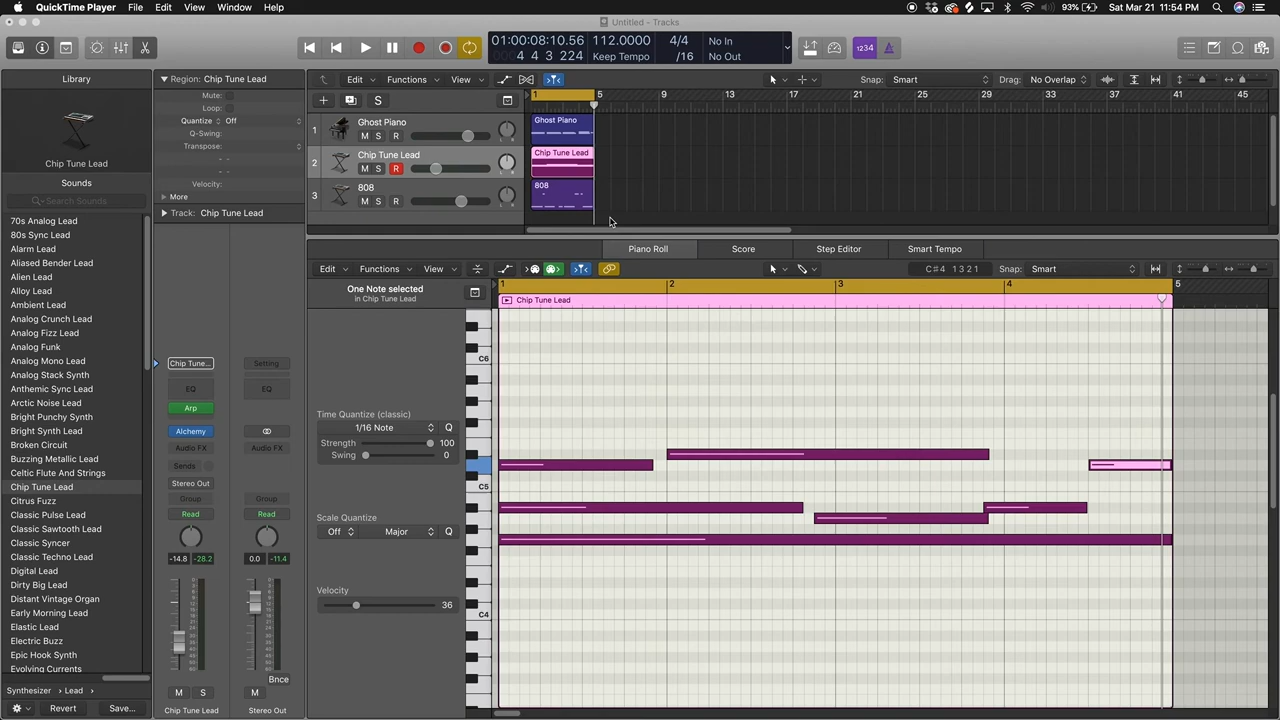 QuickTime Player File Edit View Window Help 93% Sat Mar 21 11:54 PM
Untitled - Tracks
01:00:08:10.56 112.0000 4/4 No In
4 4 3 224 Keep Tempo /16 No Out
1234
Library
Region: Chip Tune Lead
Edit Functions View Snap: Smart Drag: No Overlap
Mute:
Loop:
Quantize Off
Q-Swing:
Transpose:
Velocity:
More
Track: Chip Tune Lead
S
1 5 9 13 17 21 25 29 33 37 41 45
1 Ghost Piano
M S R
Ghost Piano
2 Chip Tune Lead
M S R
Chip Tune Lead
3 808
M S R
808
L R
L R
L R
Chip Tune Lead
Sounds
Search Sounds
70s Analog Lead
80s Sync Lead
Alarm Lead
Aliased Bender Lead
Alien Lead
Alloy Lead
Ambient Lead
Analog Crunch Lead
Analog Fizz Lead
Analog Funk
Analog Mono Lead
Analog Stack Synth
Anthemic Sync Lead
Arctic Noise Lead
Bright Punchy Synth
Bright Synth Lead
Broken Circuit
Buzzing Metallic Lead
Celtic Flute And Strings
Chip Tune Lead
Citrus Fuzz
Classic Pulse Lead
Classic Sawtooth Lead
Classic Syncer
Classic Techno Lead
Digital Lead
Dirty Big Lead
Distant Vintage Organ
Early Morning Lead
Elastic Lead
Electric Buzz
Epic Hook Synth
Evolving Currents
Synthesizer > Lead >
Revert Save...
Chip Tune... Setting
EQ EQ
Arp
Alchemy
Audio FX Audio FX
Sends
Stereo Out
Group Group
Read Read
-14.8 -28.2 0.0 -11.4
Bnce
M S M
Chip Tune Lead Stereo Out
Piano Roll Score Step Editor Smart Tempo
Edit Functions View C#4 1 3 2 1 Snap: Smart
One Note selected
in Chip Tune Lead
1 2 3 4 5
Chip Tune Lead
Time Quantize (classic)
1/16 Note Q
Strength 100
Swing 0
Scale Quantize
Off Major Q
Velocity
36
C6
C5
C4